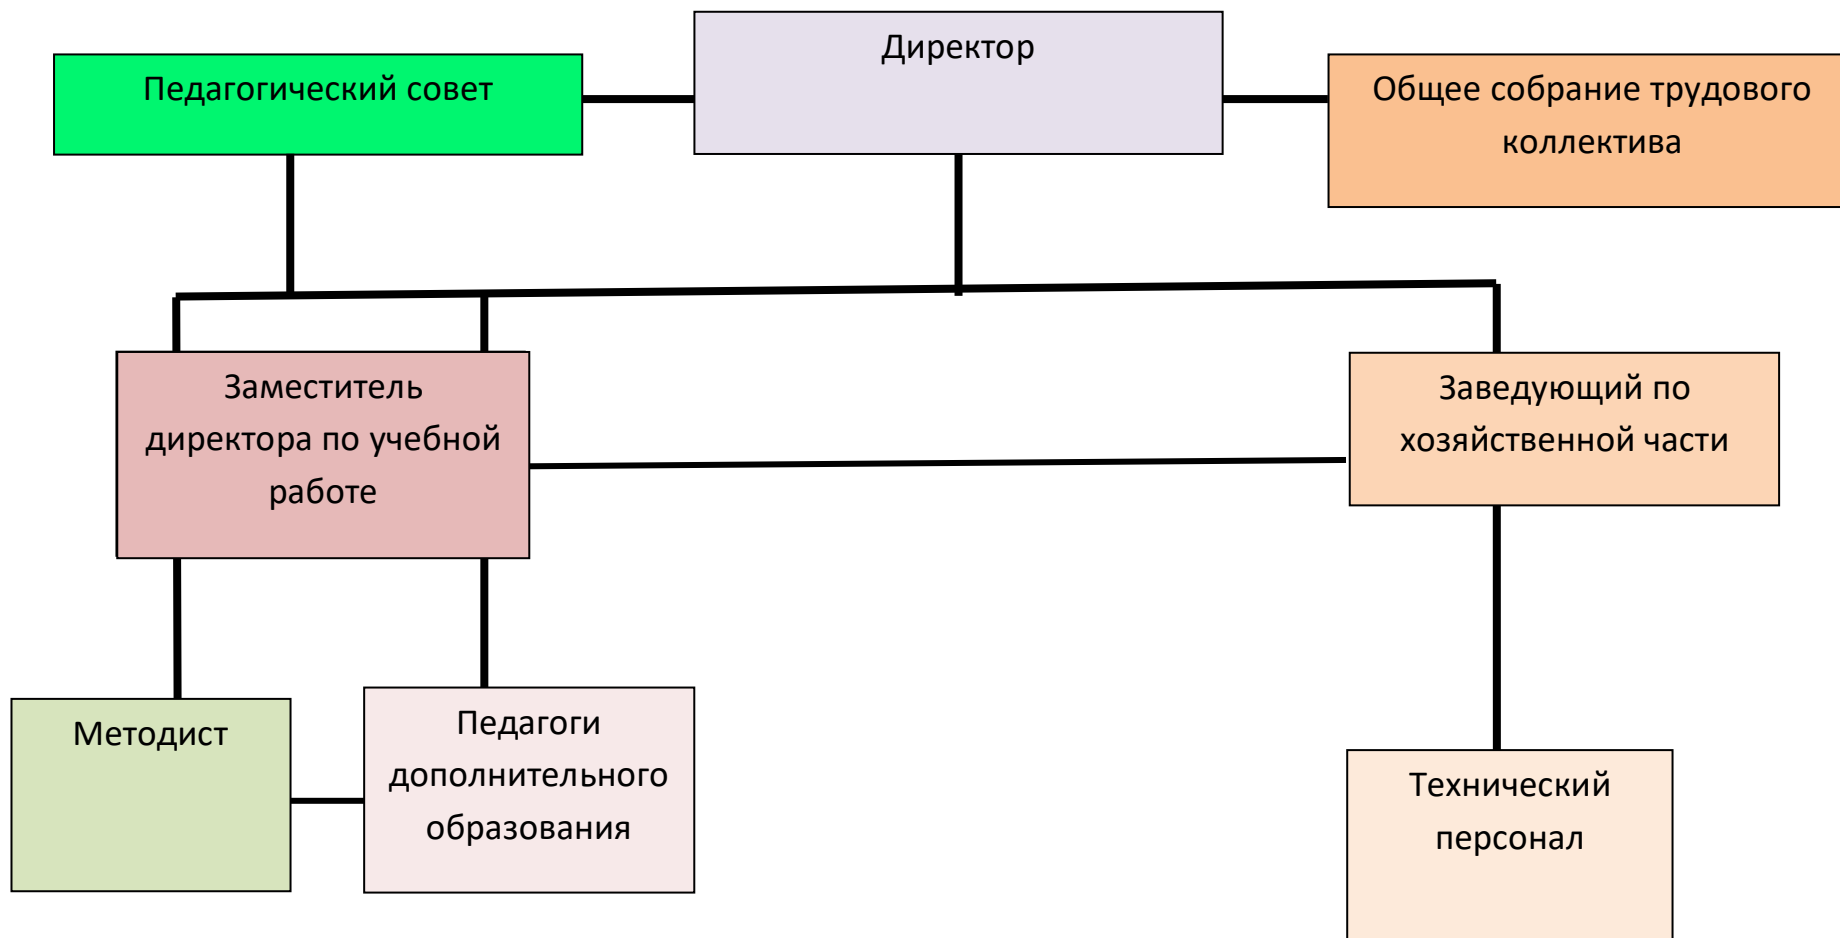 Директор
Педагогический совет
Общее собрание трудового
коллектива
Заместитель
директора по учебной
работе
Заведующий по
хозяйственной части
Методист
Педагоги
дополнительного
образования
Технический
персонал